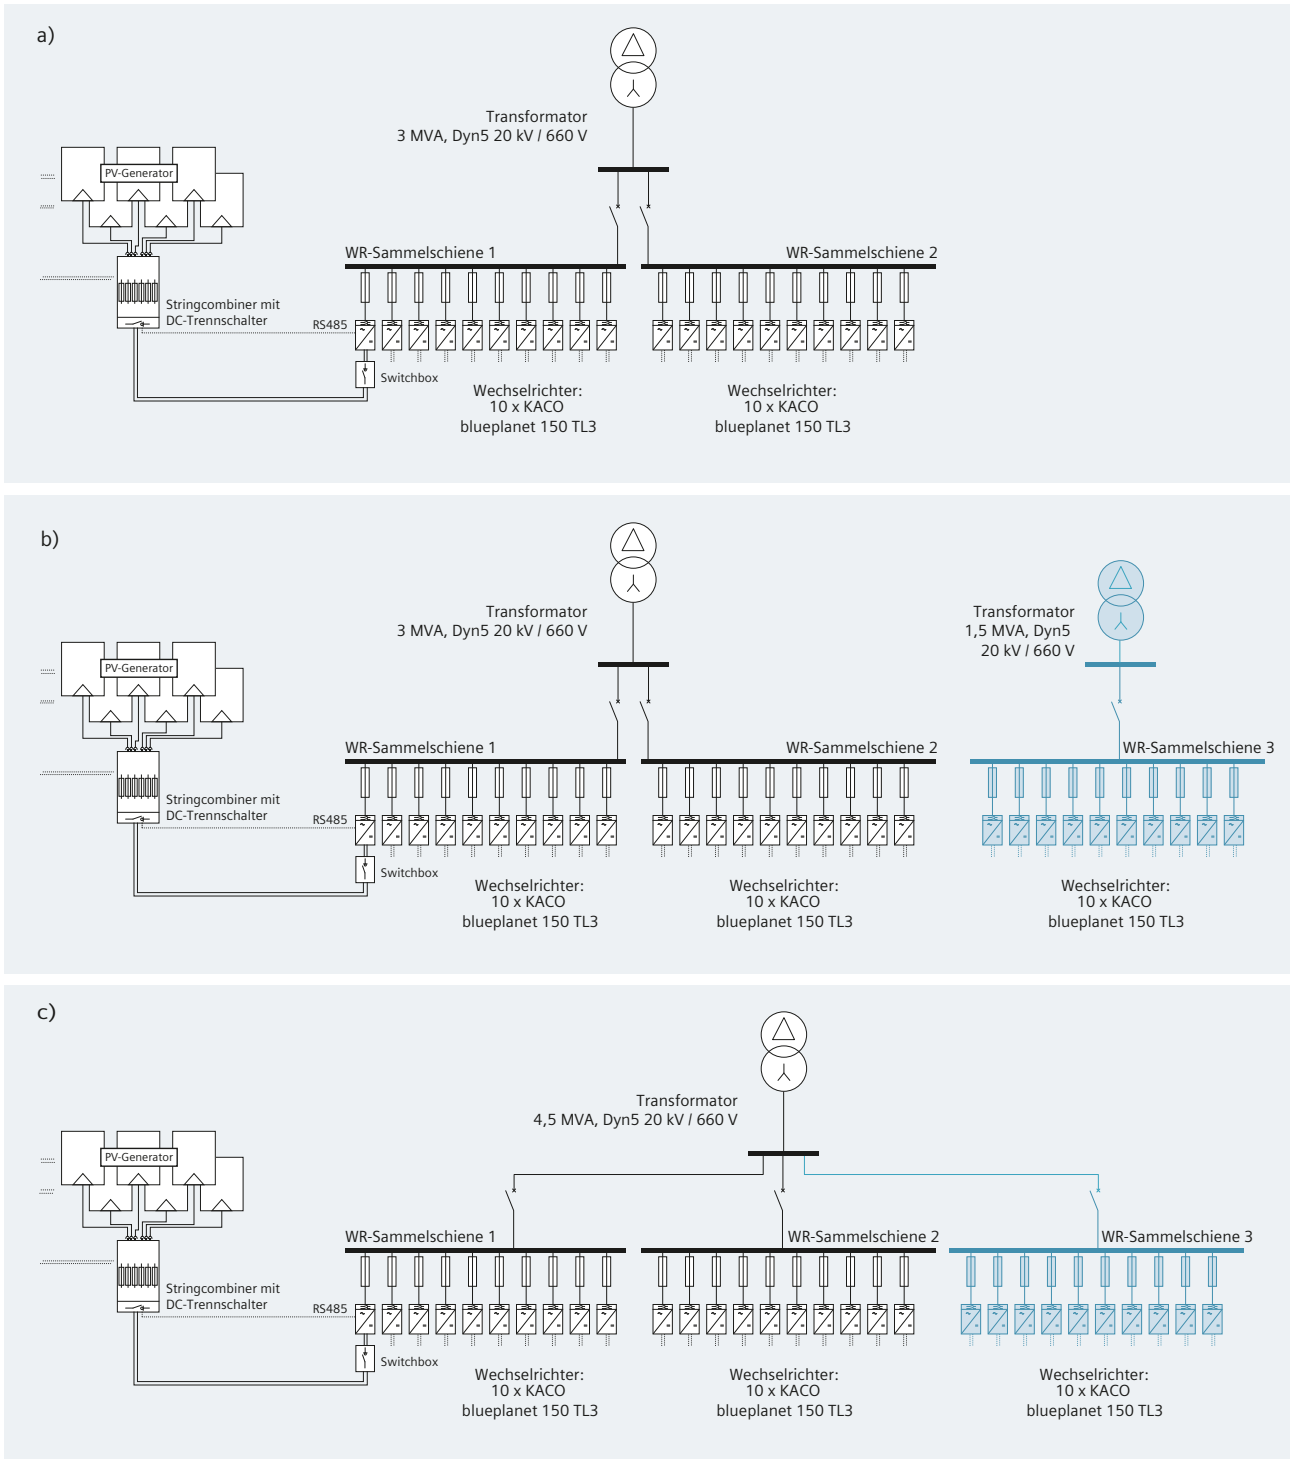 a)
Transformator
3 MVA, Dyn5 20 kV / 660 V
PV-Generator
WR-Sammelschiene 1
WR-Sammelschiene 2
Stringcombiner mit
DC-Trennschalter
RS485
Switchbox
Wechselrichter:
10 x KACO
blueplanet 150 TL3
Wechselrichter:
10 x KACO
blueplanet 150 TL3
b)
Transformator
3 MVA, Dyn5 20 kV / 660 V
Transformator
1,5 MVA, Dyn5
20 kV / 660 V
PV-Generator
WR-Sammelschiene 1
WR-Sammelschiene 2
WR-Sammelschiene 3
Stringcombiner mit
DC-Trennschalter
RS485
Switchbox
Wechselrichter:
10 x KACO
blueplanet 150 TL3
Wechselrichter:
10 x KACO
blueplanet 150 TL3
Wechselrichter:
10 x KACO
blueplanet 150 TL3
c)
Transformator
4,5 MVA, Dyn5 20 kV / 660 V
PV-Generator
WR-Sammelschiene 1
WR-Sammelschiene 2
WR-Sammelschiene 3
Stringcombiner mit
DC-Trennschalter
RS485
Switchbox
Wechselrichter:
10 x KACO
blueplanet 150 TL3
Wechselrichter:
10 x KACO
blueplanet 150 TL3
Wechselrichter:
10 x KACO
blueplanet 150 TL3